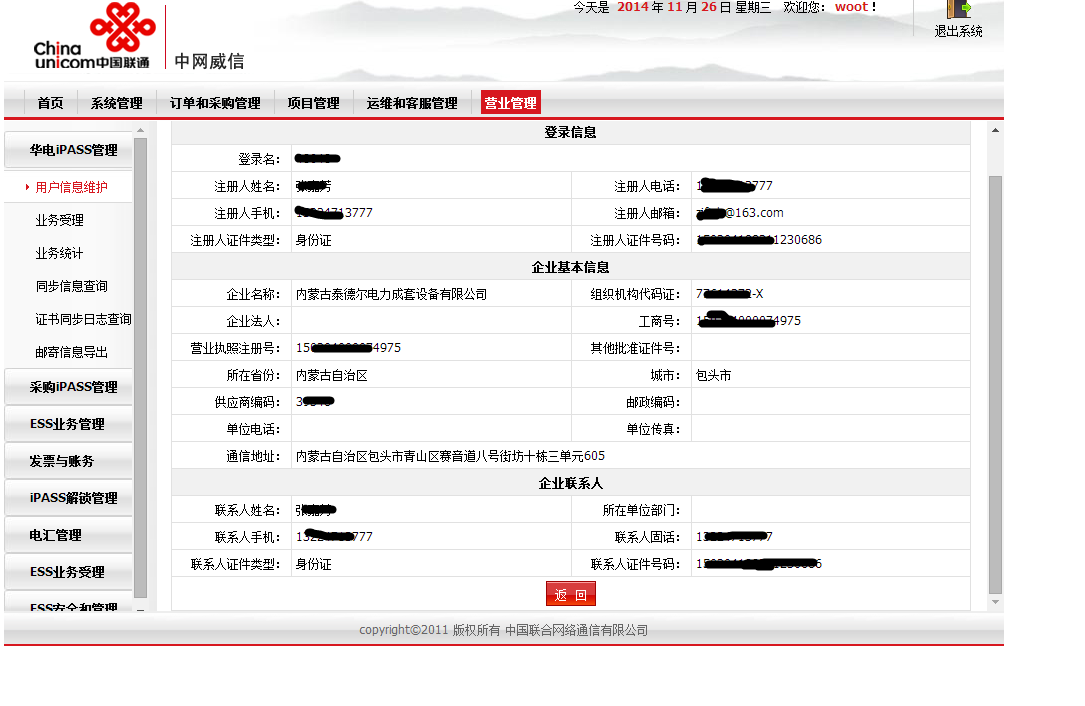 今天是 2014 年 11 月 26 日 星期三 欢迎您： woot！
China unicom中国联通 中网威信 退出系统
首页 系统管理 订单和采购管理 项目管理 运维和客服管理 营业管理
华电iPASS管理
用户信息维护
业务受理
业务统计
同步信息查询
证书同步日志查询
邮寄信息导出
采购iPASS管理
ESS业务管理
发票与账务
iPASS解锁管理
电汇管理
ESS业务受理
ESS安全和管理
登录信息
登录名：
注册人姓名： 注册人电话： 777
注册人手机： 713777 注册人邮箱： @163.com
注册人证件类型： 身份证 注册人证件号码： 11230686
企业基本信息
企业名称： 内蒙古泰德尔电力成套设备有限公司 组织机构代码证： -X
企业法人： 工商号： 4975
营业执照注册号： 15 4975 其他批准证件号：
所在省份： 内蒙古自治区 城市： 包头市
供应商编码： 3 邮政编码：
单位电话： 单位传真：
通信地址： 内蒙古自治区包头市青山区赛音道八号街坊十栋三单元605
企业联系人
联系人姓名： 所在单位部门：
联系人手机： 777 联系人固话： 7
联系人证件类型： 身份证 联系人证件号码：
返 回
copyright©2011 版权所有 中国联合网络通信有限公司